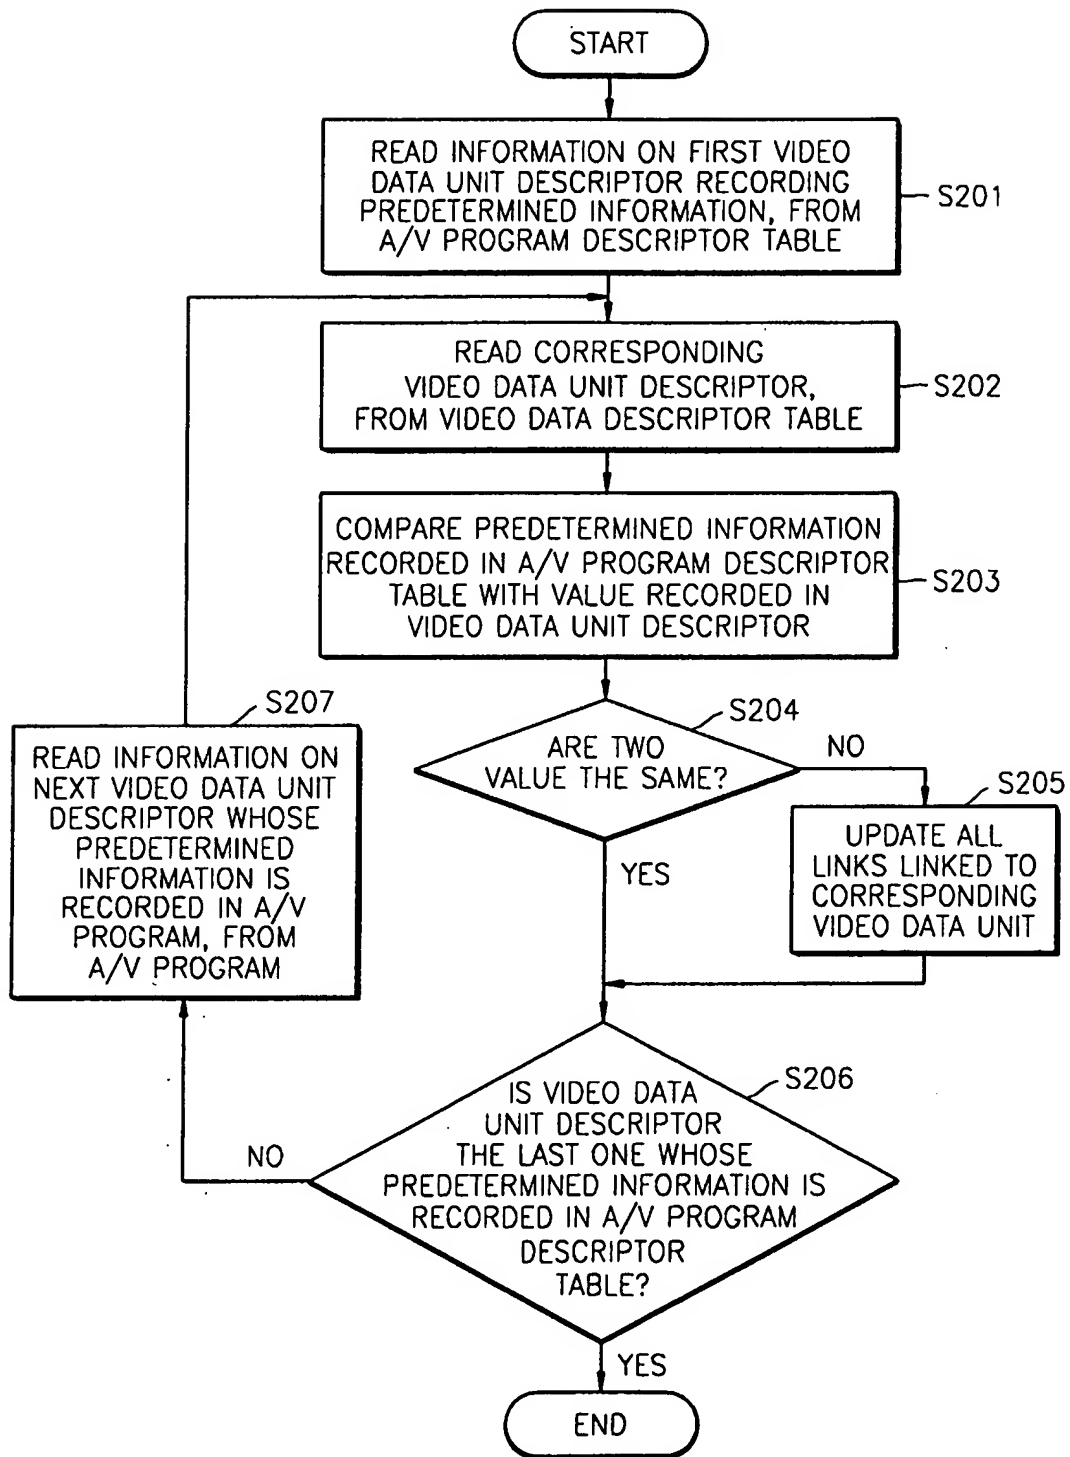 START
READ INFORMATION ON FIRST VIDEO
DATA UNIT DESCRIPTOR RECORDING
PREDETERMINED INFORMATION, FROM
A/V PROGRAM DESCRIPTOR TABLE
S201
READ CORRESPONDING
VIDEO DATA UNIT DESCRIPTOR,
FROM VIDEO DATA DESCRIPTOR TABLE
S202
COMPARE PREDETERMINED INFORMATION
RECORDED IN A/V PROGRAM DESCRIPTOR
TABLE WITH VALUE RECORDED IN
VIDEO DATA UNIT DESCRIPTOR
S203
S204
ARE TWO
VALUE THE SAME?
NO
YES
S205
UPDATE ALL
LINKS LINKED TO
CORRESPONDING
VIDEO DATA UNIT
S207
READ INFORMATION ON
NEXT VIDEO DATA UNIT
DESCRIPTOR WHOSE
PREDETERMINED
INFORMATION IS
RECORDED IN A/V
PROGRAM, FROM
A/V PROGRAM
S206
IS VIDEO DATA
UNIT DESCRIPTOR
THE LAST ONE WHOSE
PREDETERMINED INFORMATION IS
RECORDED IN A/V PROGRAM
DESCRIPTOR
TABLE?
NO
YES
END